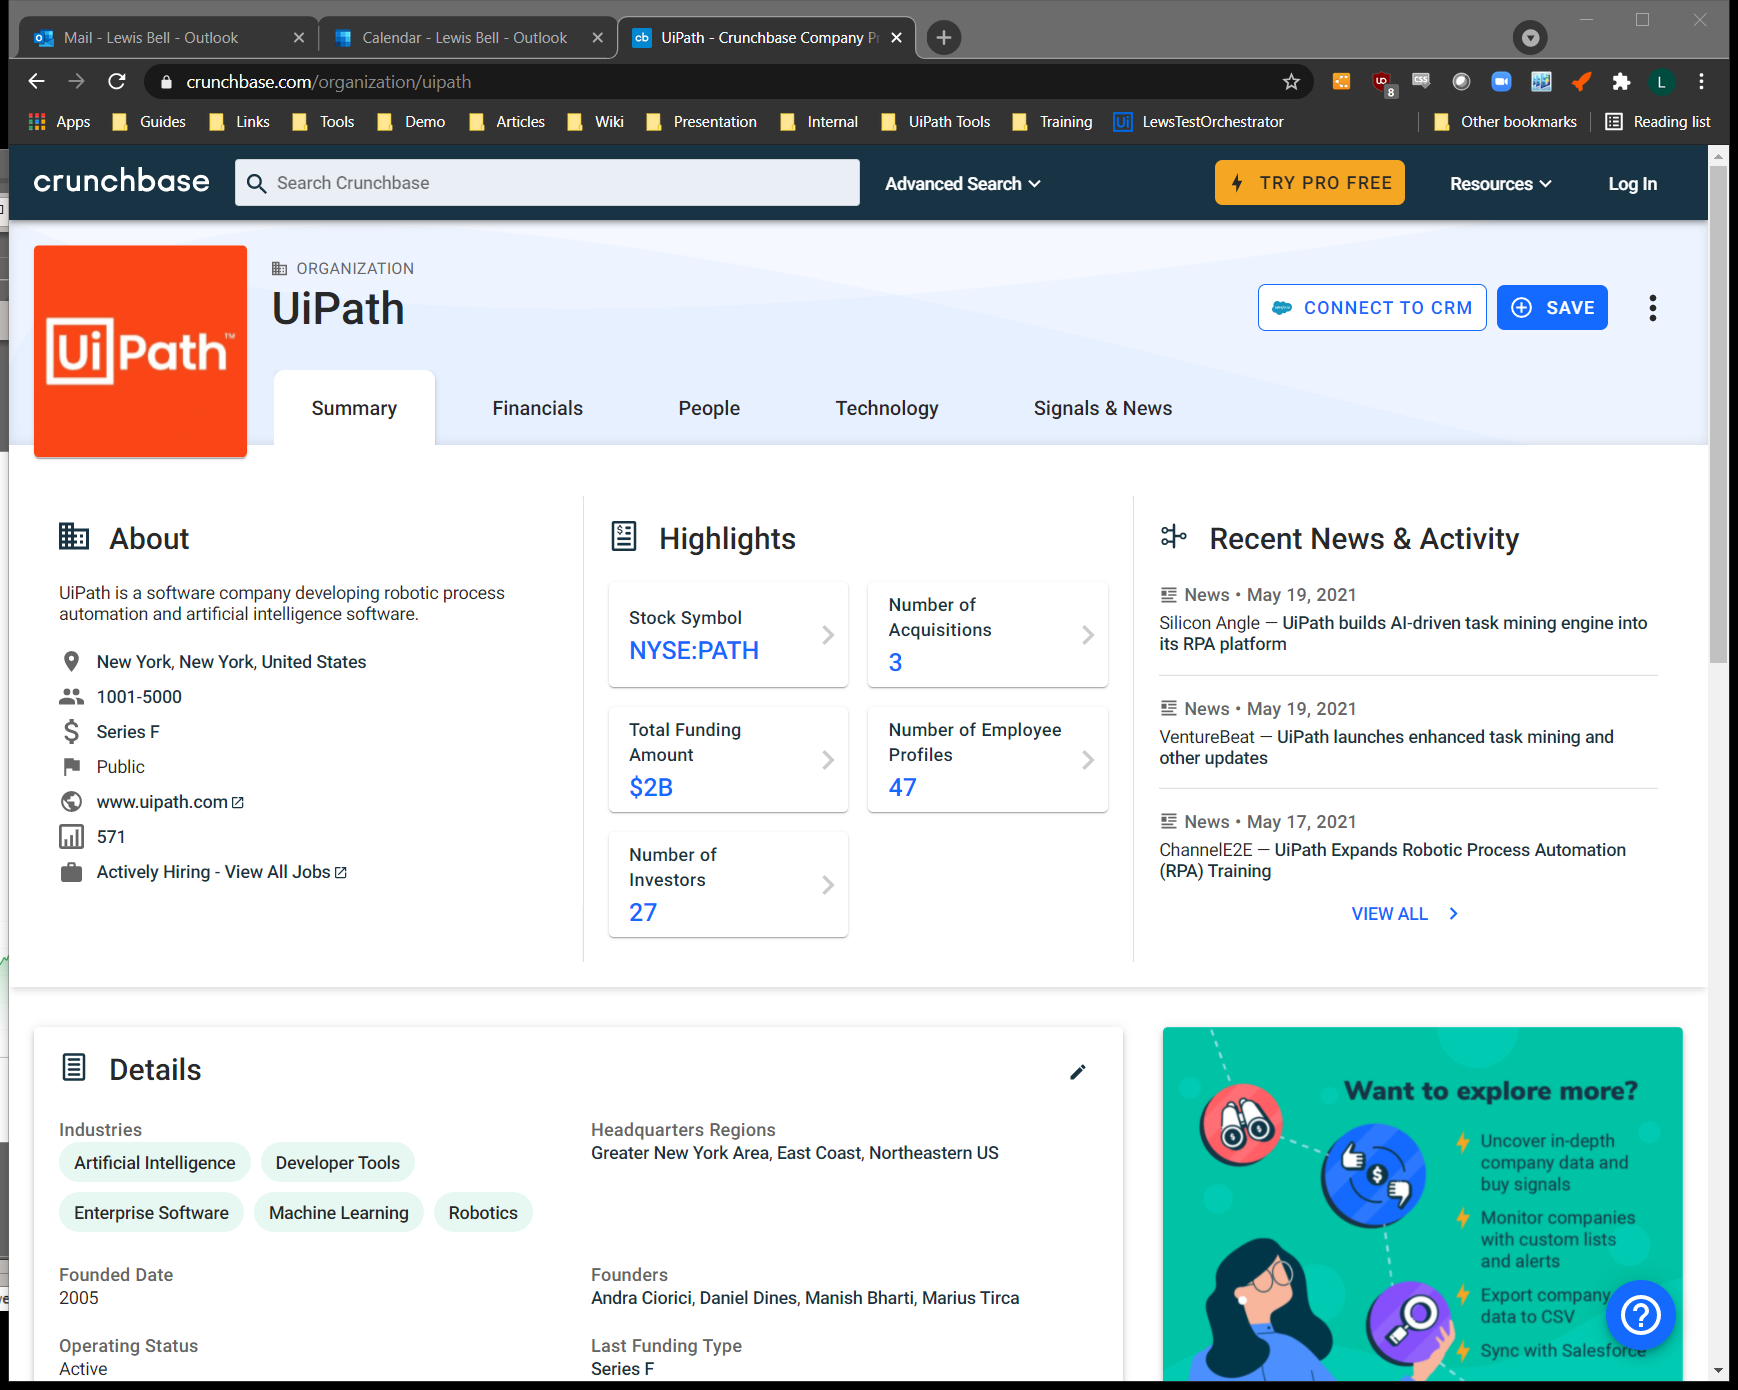 Mail - Lewis Bell - Outlook
Calendar - Lewis Bell - Outlook
UiPath - Crunchbase Company P
crunchbase.com/organization/uipath
Apps Guides Links Tools Demo Articles Wiki Presentation Internal UiPath Tools Training LewsTestOrchestrator Other bookmarks Reading list
crunchbase
Search Crunchbase
Advanced Search
TRY PRO FREE
Resources
Log In
UiPath™
ORGANIZATION
UiPath
CONNECT TO CRM
SAVE
Summary Financials People Technology Signals & News
About
UiPath is a software company developing robotic process
automation and artificial intelligence software.
New York, New York, United States
1001-5000
Series F
Public
www.uipath.com
571
Actively Hiring - View All Jobs
Highlights
Stock Symbol
NYSE:PATH
Number of
Acquisitions
3
Total Funding
Amount
$2B
Number of Employee
Profiles
47
Number of
Investors
27
Recent News & Activity
News • May 19, 2021
Silicon Angle — UiPath builds AI-driven task mining engine into
its RPA platform
News • May 19, 2021
VentureBeat — UiPath launches enhanced task mining and
other updates
News • May 17, 2021
ChannelE2E — UiPath Expands Robotic Process Automation
(RPA) Training
VIEW ALL
Details
Industries
Artificial Intelligence Developer Tools
Enterprise Software Machine Learning Robotics
Headquarters Regions
Greater New York Area, East Coast, Northeastern US
Founded Date
2005
Founders
Andra Ciorici, Daniel Dines, Manish Bharti, Marius Tirca
Operating Status
Active
Last Funding Type
Series F
Want to explore more?
Uncover in-depth
company data and
buy signals
Monitor companies
with custom lists
and alerts
Export company
data to CSV
Sync with Salesforce